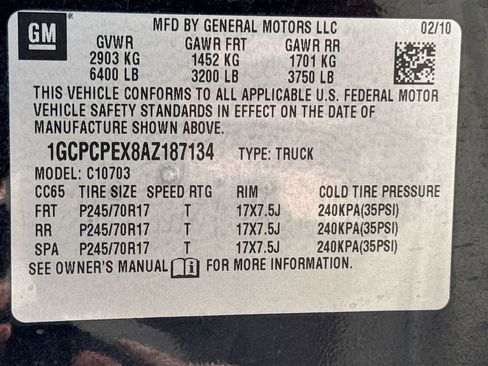 GM
MFD BY GENERAL MOTORS LLC 02/10
GVWR GAWR FRT GAWR RR
2903 KG 1452 KG 1701 KG
6400 LB 3200 LB 3750 LB
THIS VEHICLE CONFORMS TO ALL APPLICABLE U.S. FEDERAL MOTOR
VEHICLE SAFETY STANDARDS IN EFFECT ON THE DATE OF
MANUFACTURE SHOWN ABOVE.
1GCPCPEX8AZ187134 TYPE: TRUCK
MODEL: C10703
CC65 TIRE SIZE SPEED RTG RIM COLD TIRE PRESSURE
FRT P245/70R17 T 17X7.5J 240KPA(35PSI)
RR P245/70R17 T 17X7.5J 240KPA(35PSI)
SPA P245/70R17 T 17X7.5J 240KPA(35PSI)
SEE OWNER'S MANUAL FOR MORE INFORMATION.